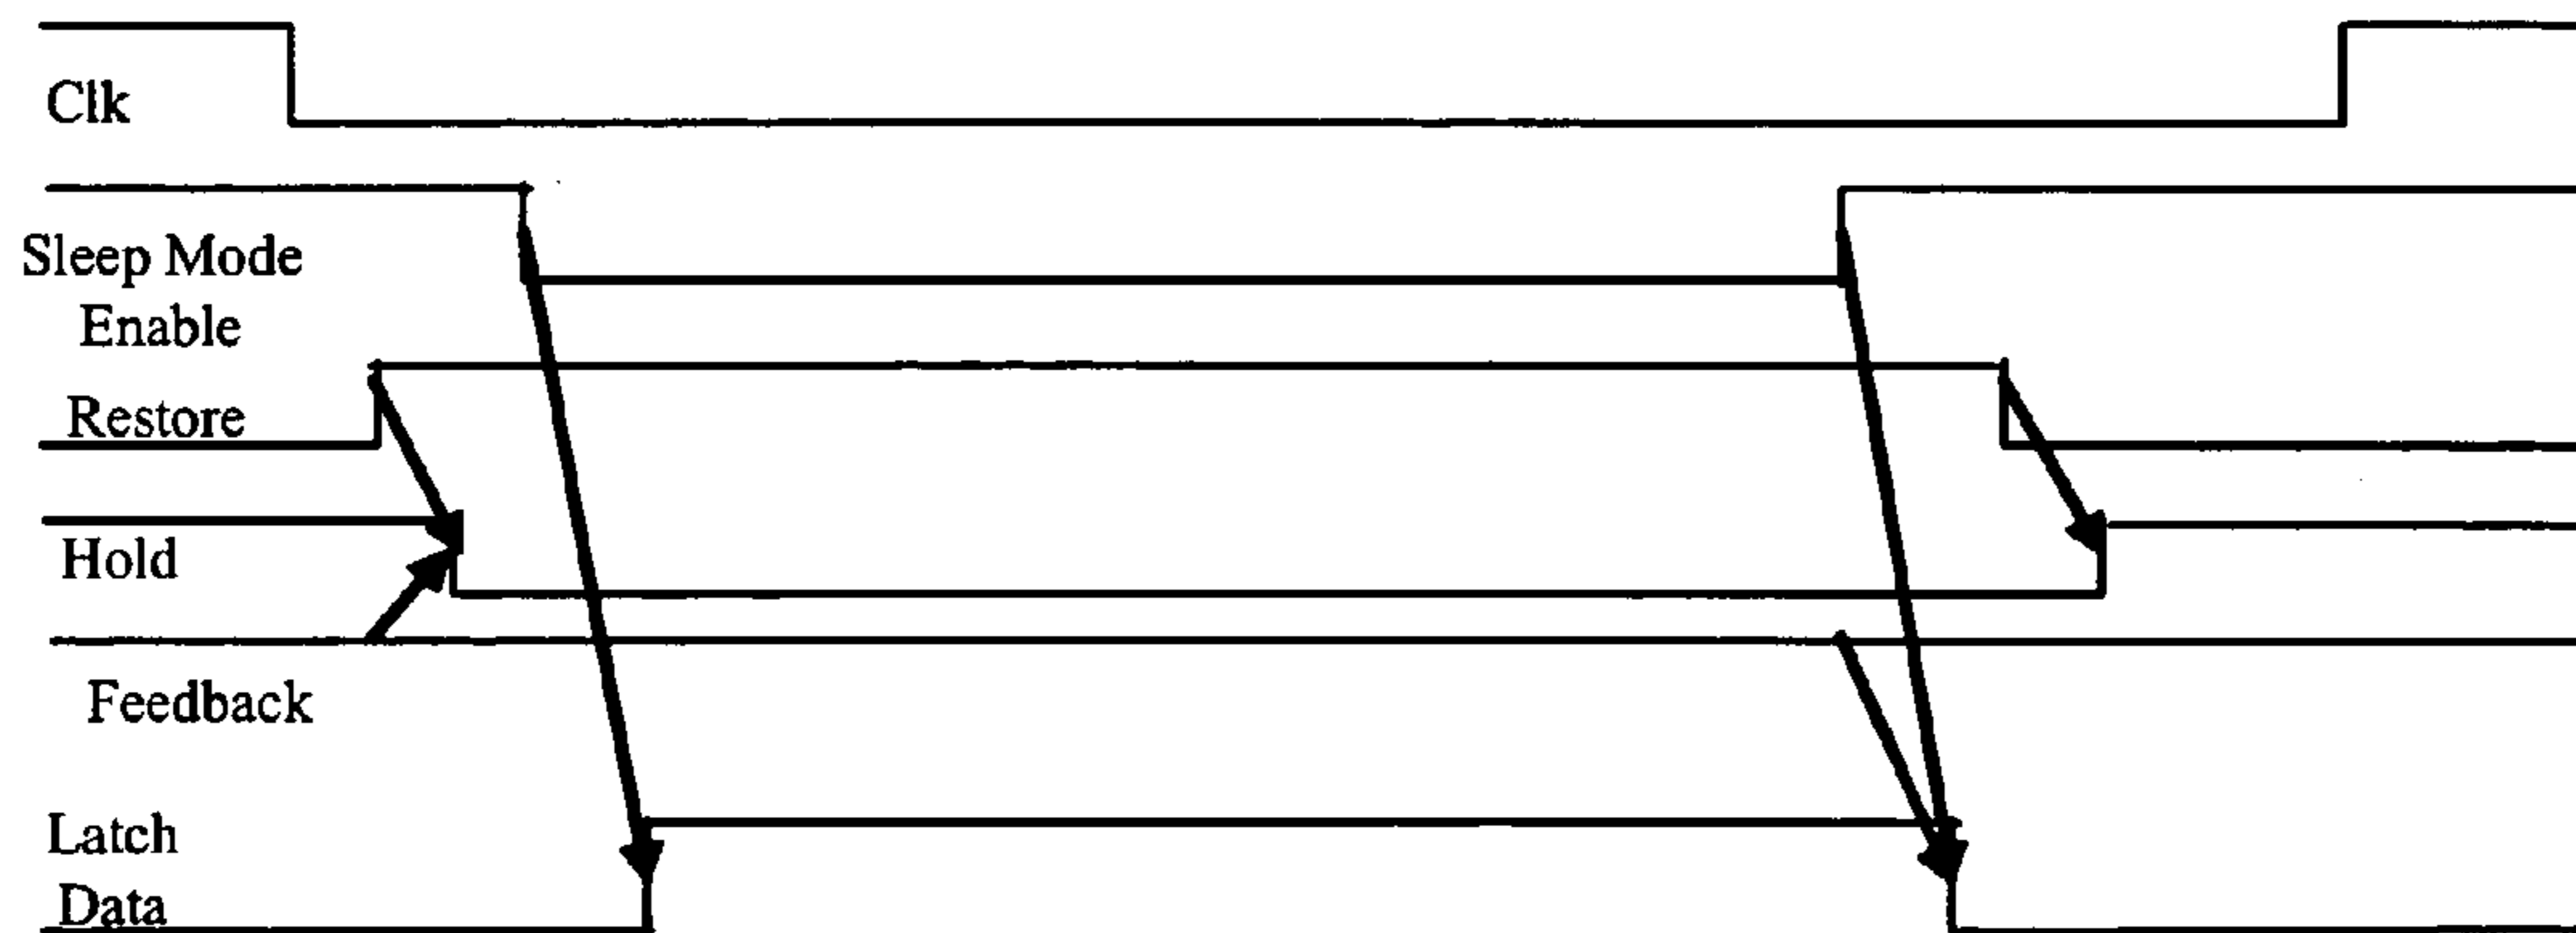 Clk
Sleep Mode
Enable
Restore
Hold
Feedback
Latch
Data